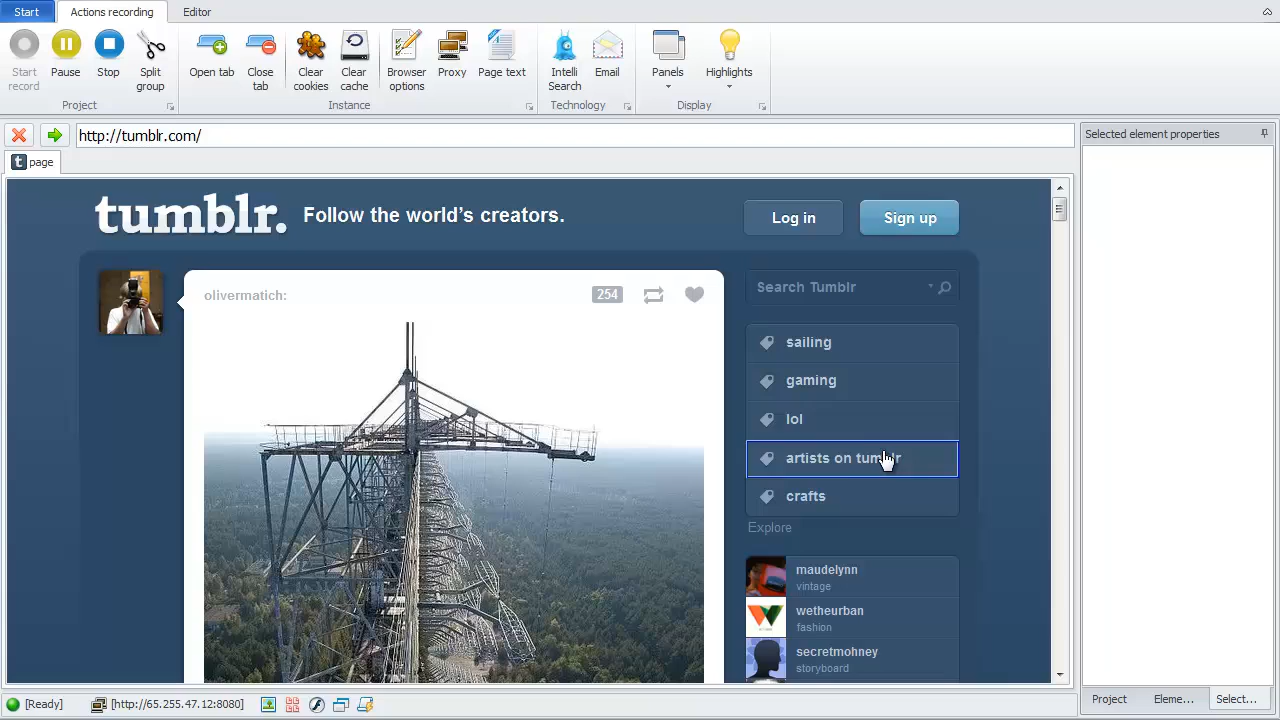 Start Actions recording Editor
Start record Pause Stop Split group Open tab Close tab Clear cookies Clear cache Browser options Proxy Page text Intelli Search Email Panels Highlights
Project Instance Technology Display
http://tumblr.com/
Selected element properties
t page
tumblr. Follow the world's creators. Log in Sign up
olivermatich: 254
Search Tumblr
sailing
gaming
lol
artists on tumblr
crafts
Explore
maudelynn
vintage
wetheurban
fashion
secretmohney
storyboard
Project Eleme... Select...
[Ready] [http://65.255.47.12:8080]